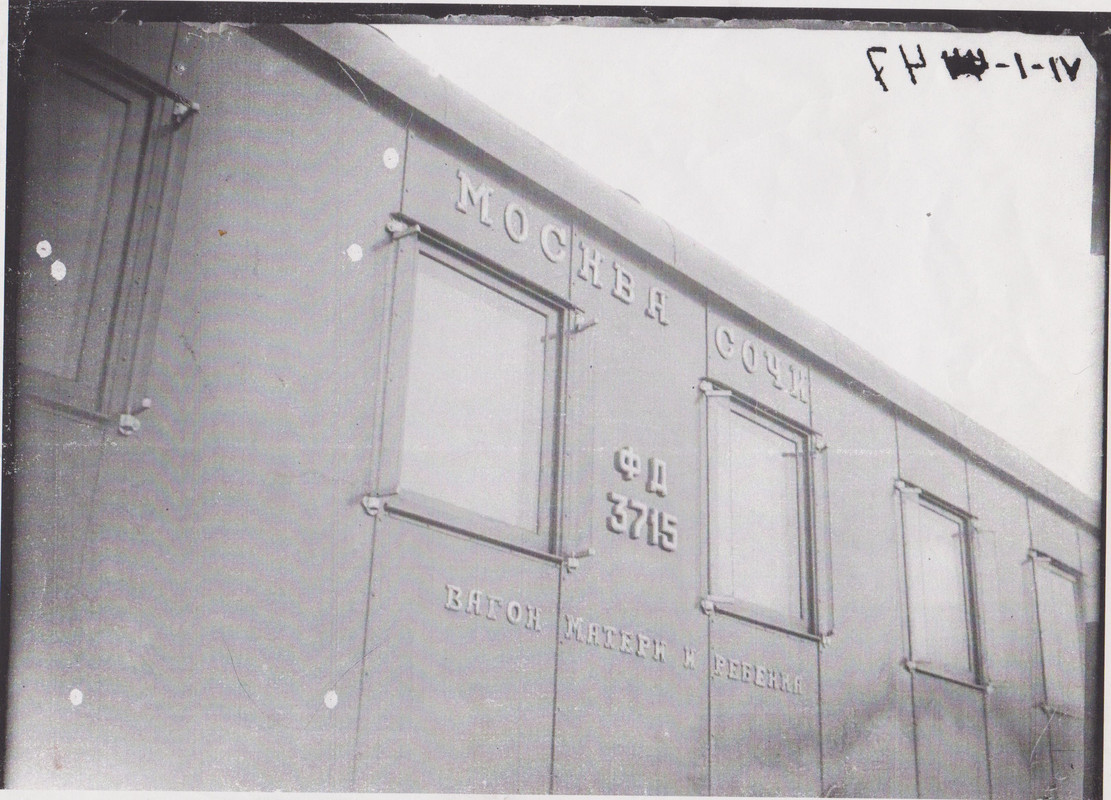 МОСКВА СОЧИ
ФД
3715
ВАГОН МАТЕРИ И РЕБЕНКА